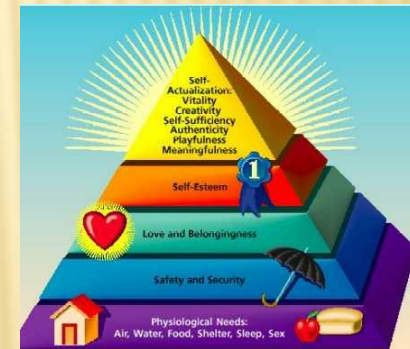 Self-
Actualization:
Vitality
Creativity
Self-Sufficiency
Authenticity
Playfulness
Meaningfulness
1
Self-Esteem
Love and Belongingness
Safety and Security
Physiological Needs:
Air, Water, Food, Shelter, Sleep, Sex